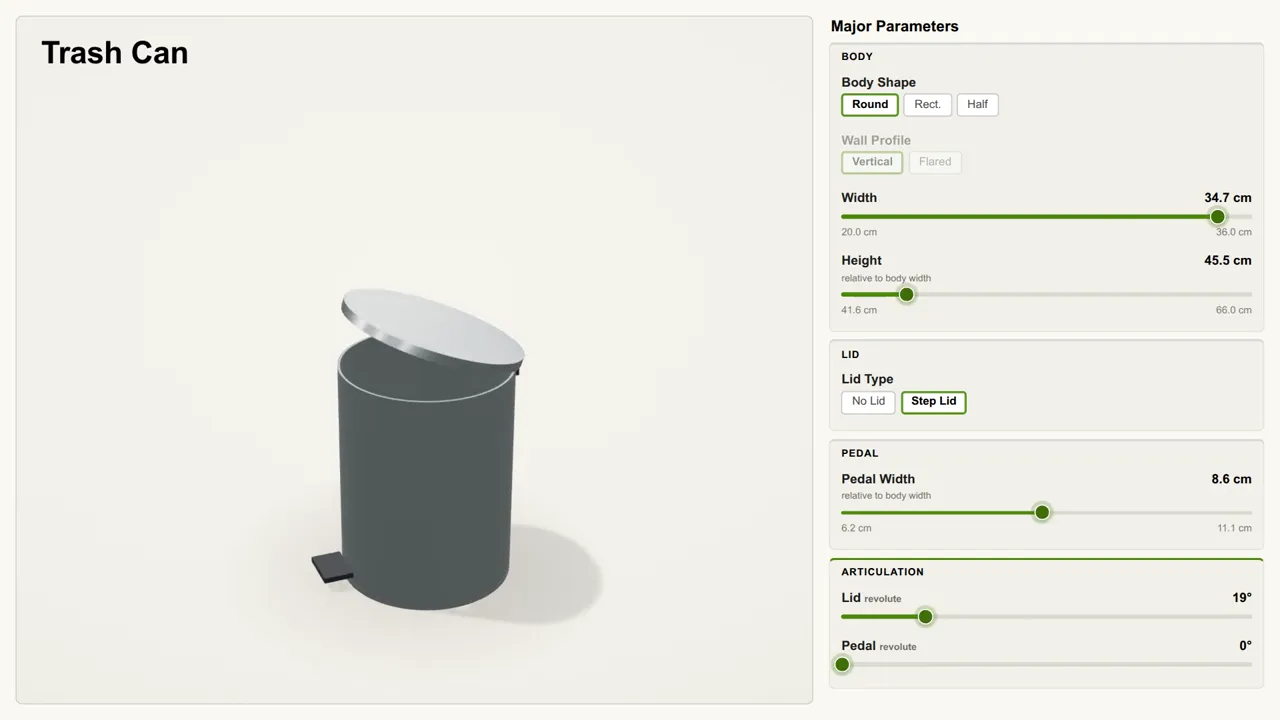 Trash Can
Major Parameters
BODY
Body Shape
Round Rect. Half
Wall Profile
Vertical Flared
Width 34.7 cm
20.0 cm 36.0 cm
Height 45.5 cm
relative to body width
41.6 cm 66.0 cm
LID
Lid Type
No Lid Step Lid
PEDAL
Pedal Width 8.6 cm
relative to body width
6.2 cm 11.1 cm
ARTICULATION
Lid revolute 19°
Pedal revolute 0°